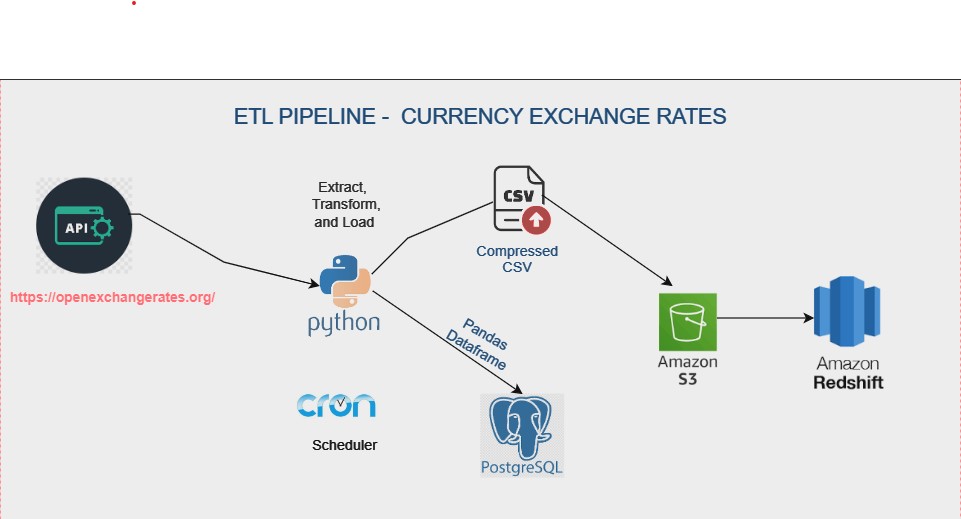 ETL PIPELINE - CURRENCY EXCHANGE RATES
API
https://openexchangerates.org/
Extract,
Transform,
and Load
python
CSV
Compressed
CSV
Pandas
Dataframe
cron
Scheduler
PostgreSQL
Amazon
S3
Amazon
Redshift